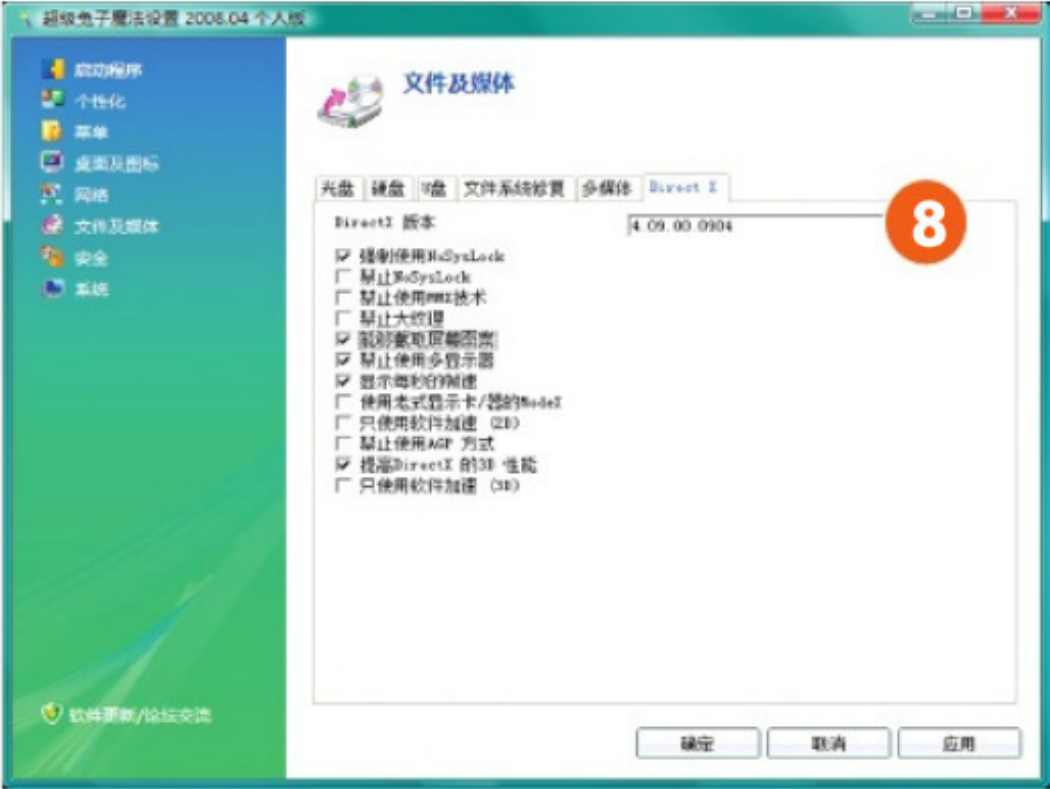 超级兔子魔法设置 2008.04 个人版
启动程序
个性化
菜单
桌面及图标
网络
文件及媒体
安全
系统
软件更新/论坛交流
文件及媒体
光盘 硬盘 U盘 文件系统修复 多媒体 Direct X
DirectX 版本 4.09.00.0904
8
强制使用NoSysLock
禁止NoSysLock
禁止使用MMX技术
禁止大纹理
能够截取屏幕图案
禁止使用多显示器
显示每秒的帧速
使用老式显示卡/器的ModeX
只使用软件加速 (2D)
禁止使用AGP 方式
提高DirectX 的3D 性能
只使用软件加速 (3D)
确定 取消 应用